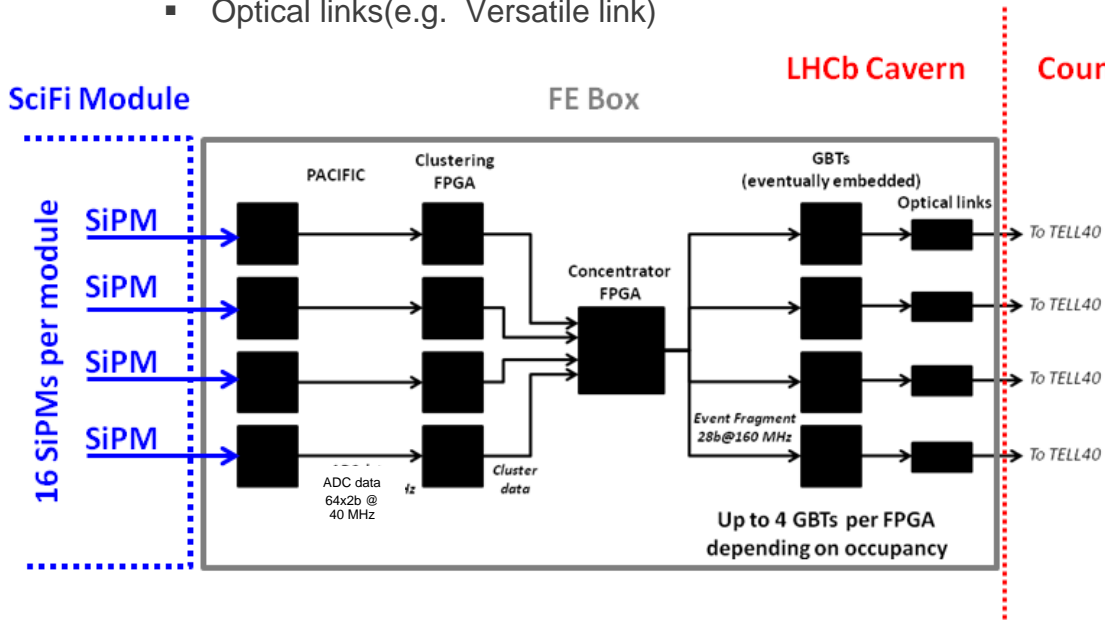 ▪ Optical links(e.g. Versatile link)
LHCb Cavern
SciFi Module
FE Box
16 SiPMs per module
SiPM
SiPM
SiPM
SiPM
PACIFIC
Clustering
FPGA
GBTs
(eventually embedded)
Optical links
Concentrator
FPGA
To TELL40
To TELL40
To TELL40
To TELL40
Event Fragment
28b@160 MHz
ADC data
64x2b @
40 MHz
Cluster
data
Up to 4 GBTs per FPGA
depending on occupancy